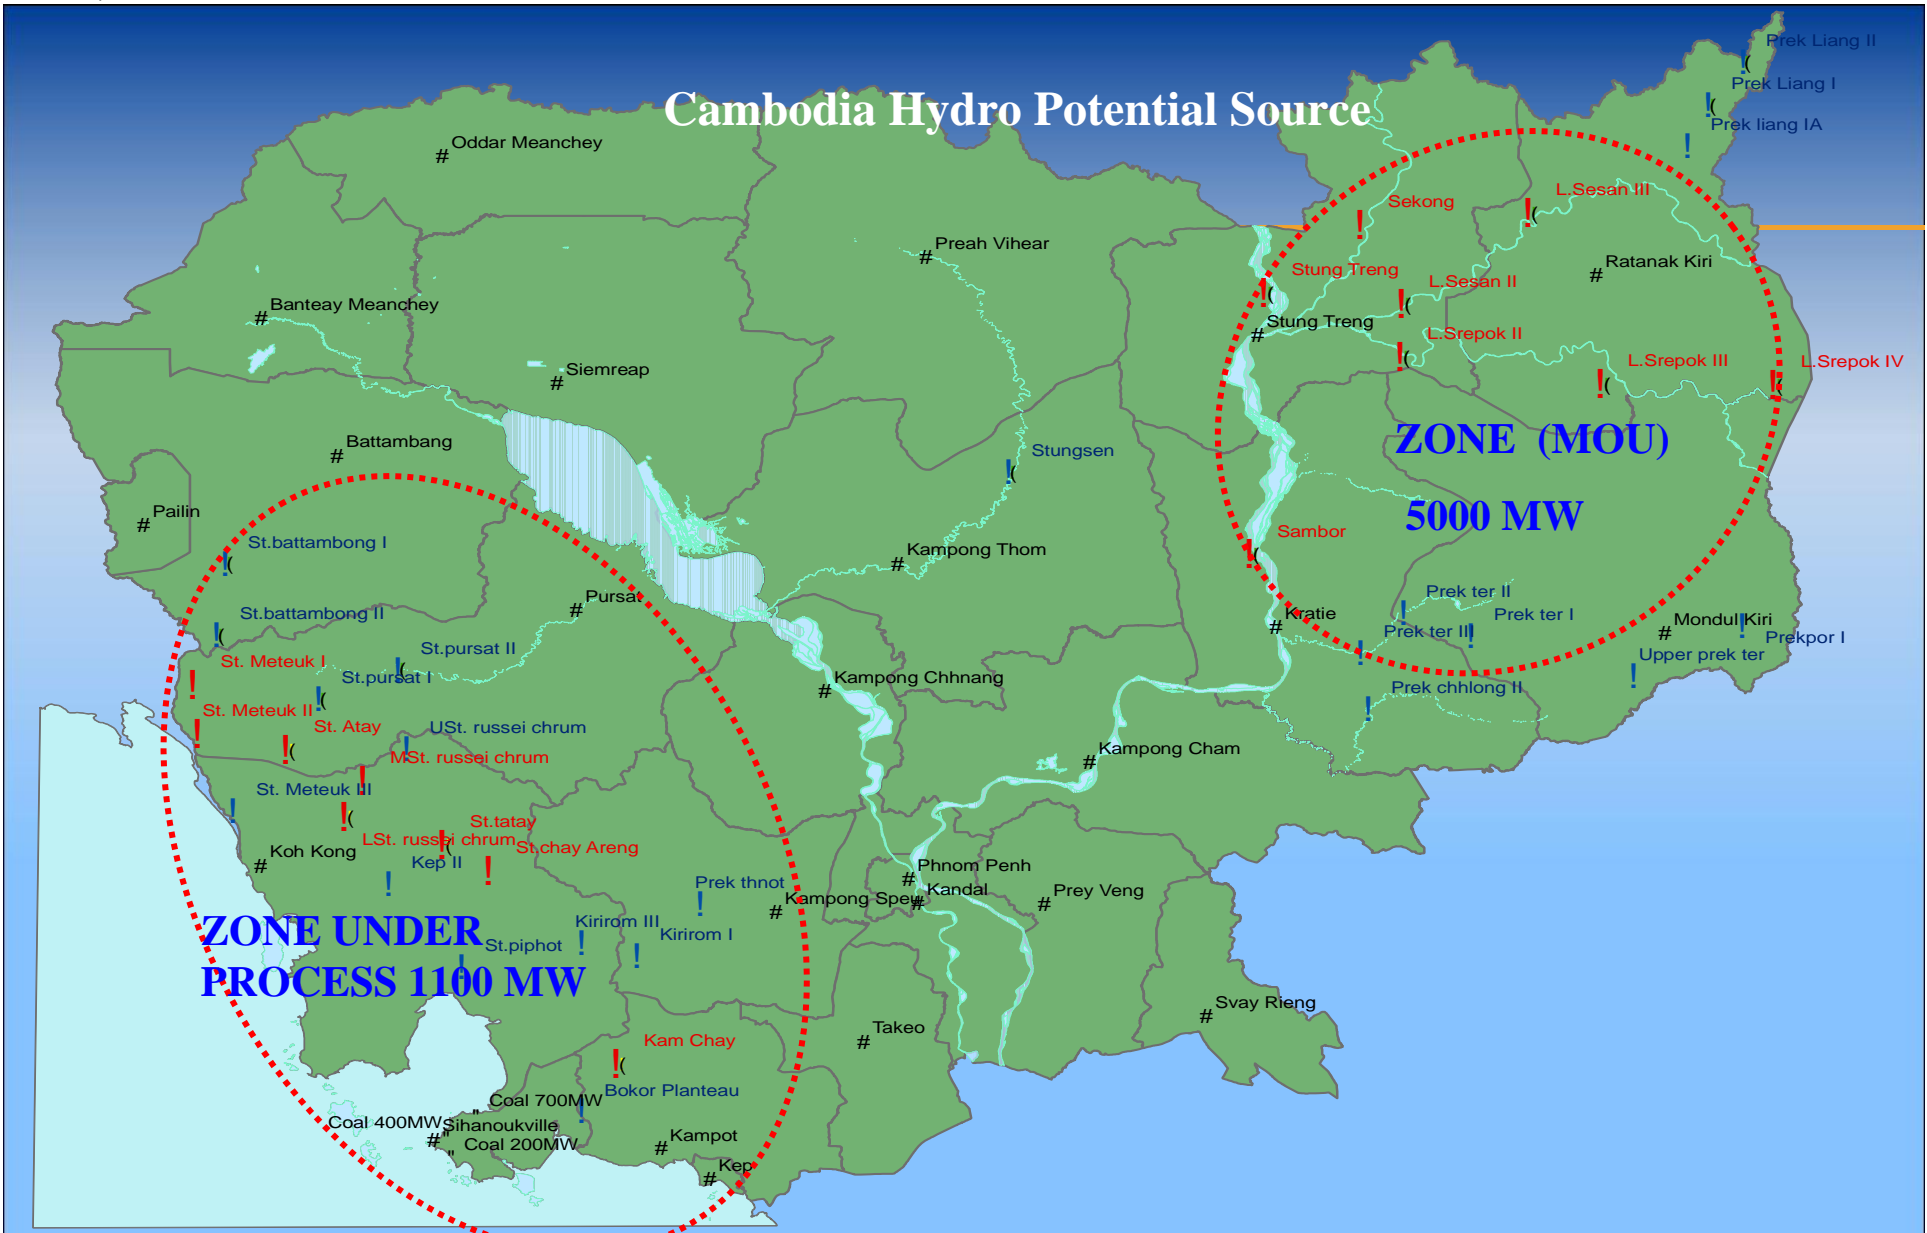 Prek Liang II
Prek Liang I
Cambodia Hydro Potential Source
Prek liang IA
Oddar Meanchey
L.Sesan III
Sekong
Preah Vihear
Ratanak Kiri
Stung Treng
L.Sesan II
Banteay Meanchey
Stung Treng
L.Srepok II
L.Srepok III
L.Srepok IV
Siemreap
Battambang
ZONE (MOU)
5000 MW
Stungsen
Pailin
Sambor
St.battambong I
Kampong Thom
Pursat
Prek ter II
Prek ter I
St.battambong II
Kratie
Prek ter III
Mondul Kiri
Prekpor I
St.pursat II
Upper prek ter
St. Meteuk I
St.pursat I
Kampong Chhnang
Prek chhlong II
St. Meteuk II
St. Atay
USt. russei chrum
Kampong Cham
MSt. russei chrum
St. Meteuk III
St.tatay
LSt. russei chrum
St.chay Areng
Koh Kong
Kep II
Phnom Penh
Kandal
Prey Veng
Prek thnot
Kampong Speu
ZONE UNDER
PROCESS 1100 MW
Kirirom III
Kirirom I
St.piphot
Svay Rieng
Takeo
Kam Chay
Bokor Planteau
Coal 700MW
Coal 400MW
Sihanoukville
Coal 200MW
Kampot
Kep